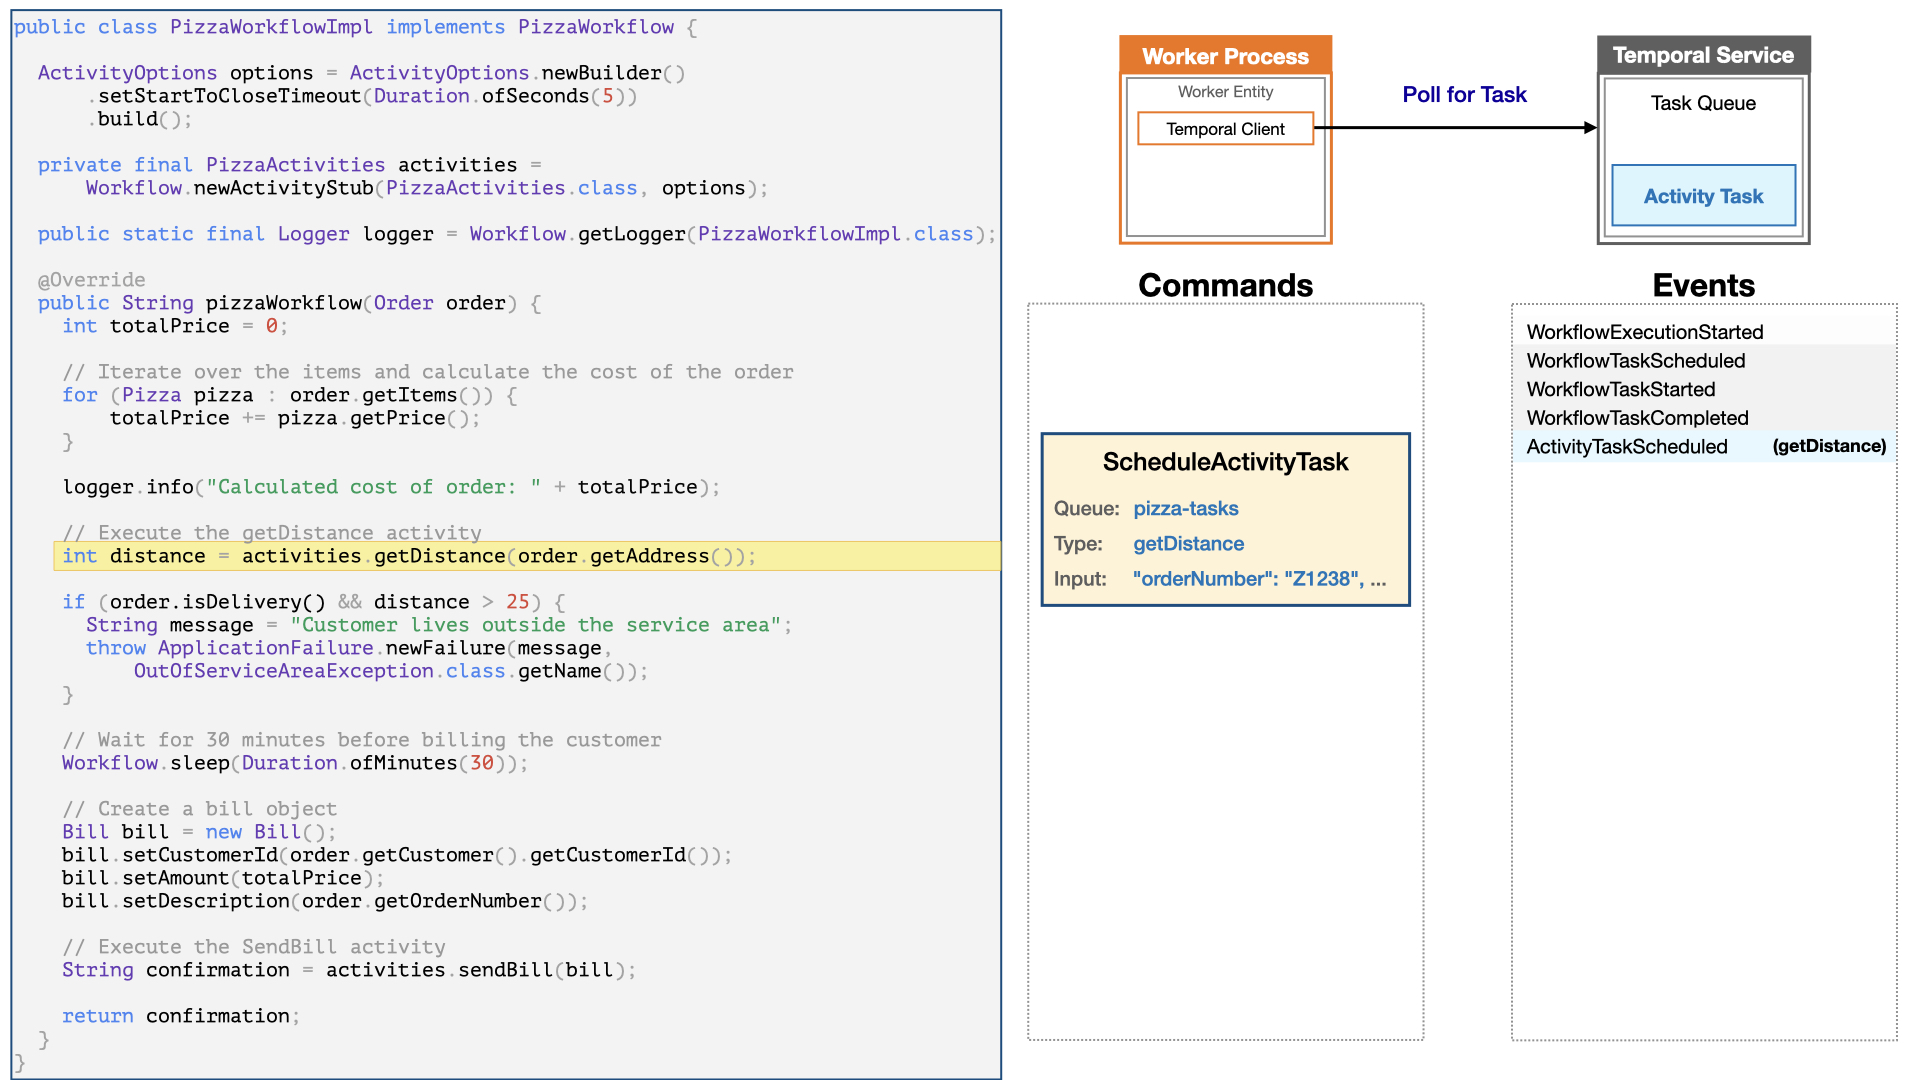 public class PizzaWorkflowImpl implements PizzaWorkflow {
ActivityOptions options = ActivityOptions.newBuilder()
.setStartToCloseTimeout(Duration.ofSeconds(5))
.build();
private final PizzaActivities activities =
Workflow.newActivityStub(PizzaActivities.class, options);
public static final Logger logger = Workflow.getLogger(PizzaWorkflowImpl.class);
@Override
public String pizzaWorkflow(Order order) {
int totalPrice = 0;
// Iterate over the items and calculate the cost of the order
for (Pizza pizza : order.getItems()) {
totalPrice += pizza.getPrice();
}
logger.info("Calculated cost of order: " + totalPrice);
// Execute the getDistance activity
int distance = activities.getDistance(order.getAddress());
if (order.isDelivery() && distance > 25) {
String message = "Customer lives outside the service area";
throw ApplicationFailure.newFailure(message,
OutOfServiceAreaException.class.getName());
}
// Wait for 30 minutes before billing the customer
Workflow.sleep(Duration.ofMinutes(30));
// Create a bill object
Bill bill = new Bill();
bill.setCustomerId(order.getCustomer().getCustomerId());
bill.setAmount(totalPrice);
bill.setDescription(order.getOrderNumber());
// Execute the SendBill activity
String confirmation = activities.sendBill(bill);
return confirmation;
}
}
Worker Process
Worker Entity
Temporal Client
Poll for Task
Temporal Service
Task Queue
Activity Task
Commands
ScheduleActivityTask
Queue: pizza-tasks
Type: getDistance
Input: "orderNumber": "Z1238", ...
Events
WorkflowExecutionStarted
WorkflowTaskScheduled
WorkflowTaskStarted
WorkflowTaskCompleted
ActivityTaskScheduled (getDistance)